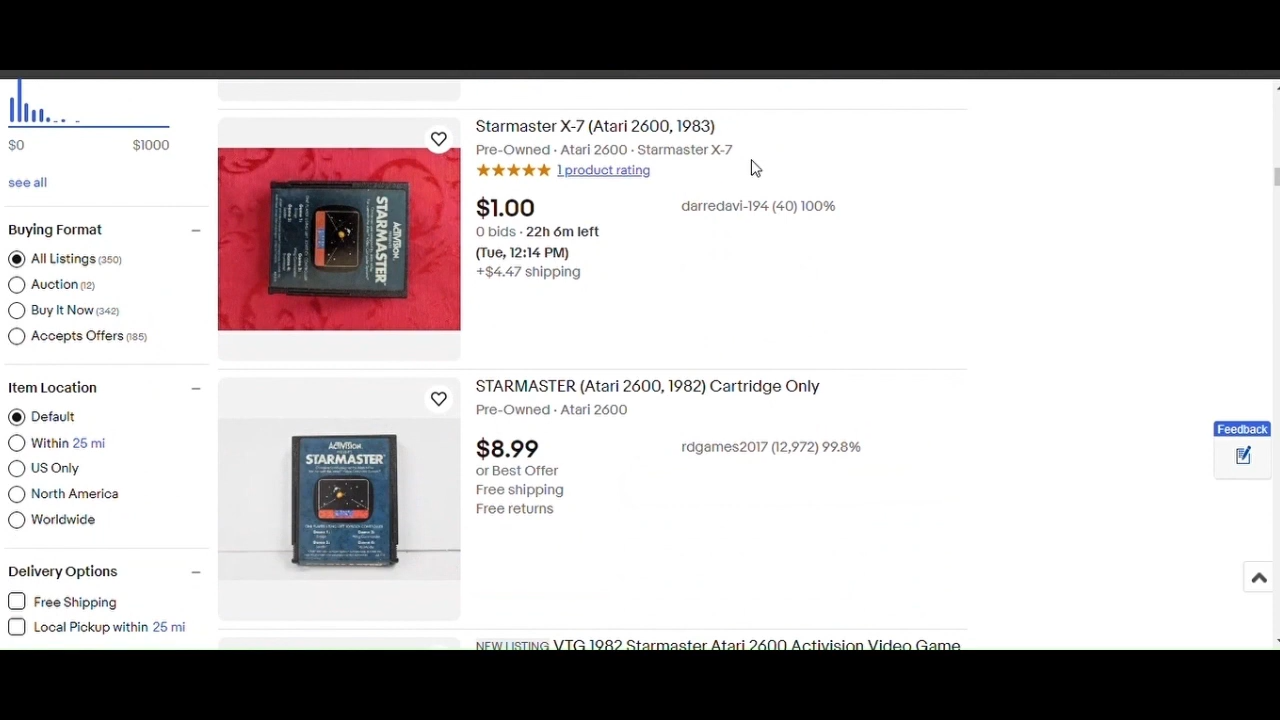 $0 $1000
see all
Buying Format
All Listings (350)
Auction (12)
Buy It Now (342)
Accepts Offers (185)
Item Location
Default
Within 25 mi
US Only
North America
Worldwide
Delivery Options
Free Shipping
Local Pickup within 25 mi
ACTIVISION
STARMASTER
Starmaster X-7 (Atari 2600, 1983)
Pre-Owned · Atari 2600 · Starmaster X-7
1 product rating
$1.00
darredavi-194 (40) 100%
0 bids · 22h 6m left
(Tue, 12:14 PM)
+$4.47 shipping
ACTIVISION
STARMASTER
STARMASTER (Atari 2600, 1982) Cartridge Only
Pre-Owned · Atari 2600
$8.99
rdgames2017 (12,972) 99.8%
or Best Offer
Free shipping
Free returns
NEW LISTING VTG 1982 Starmaster Atari 2600 Activision Video Game
Feedback